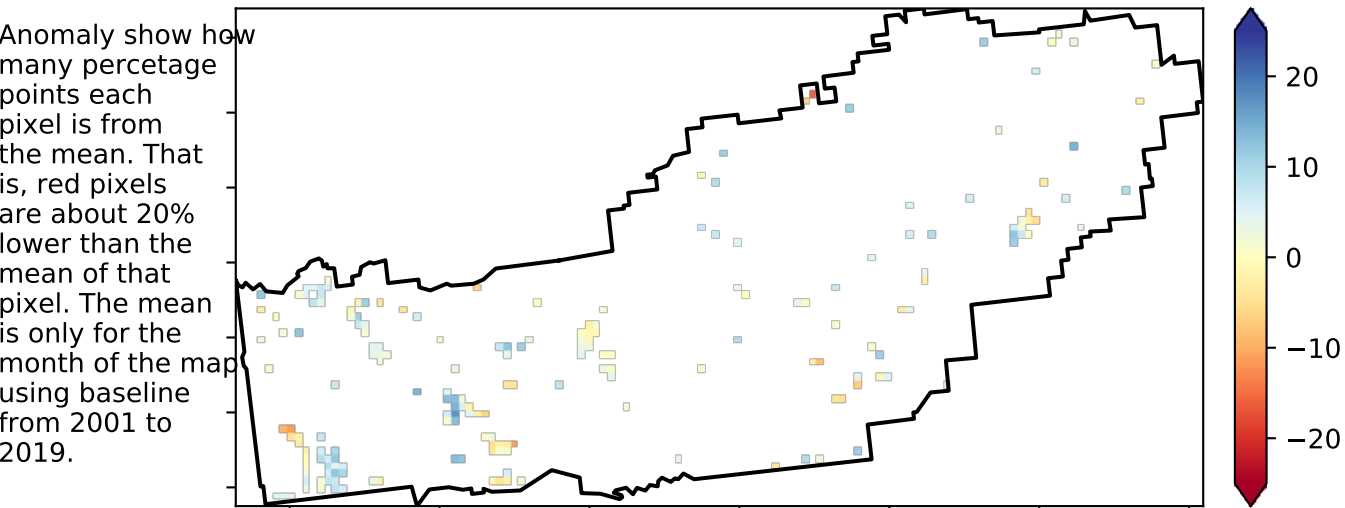 Anomaly show how
many percetage
points each
pixel is from
the mean. That
is, red pixels
are about 20%
lower than the
mean of that
pixel. The mean
is only for the
month of the map
using baseline
from 2001 to
2019.
20
10
0
−10
−20